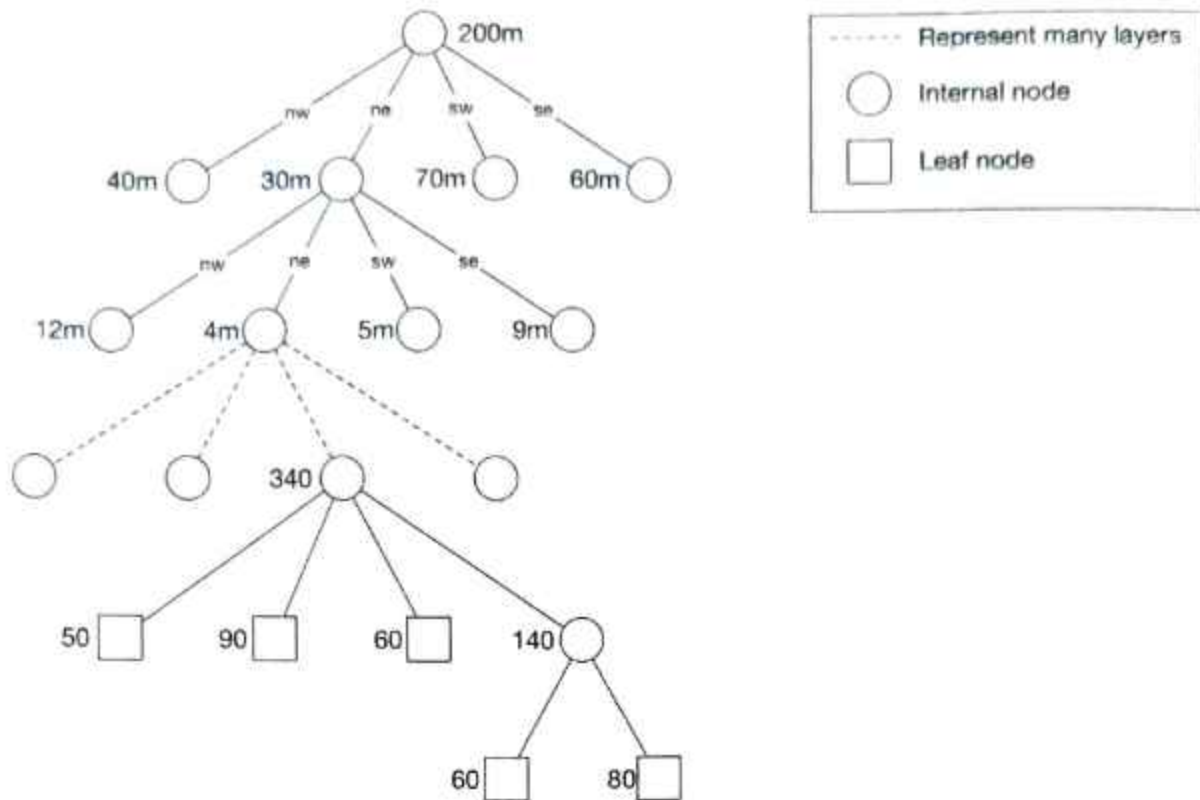 200m
Represent many layers
Internal node
Leaf node
nw ne sw se
40m 30m 70m 60m
nw ne sw se
12m 4m 5m 9m
340
50 90 60 140
60 80